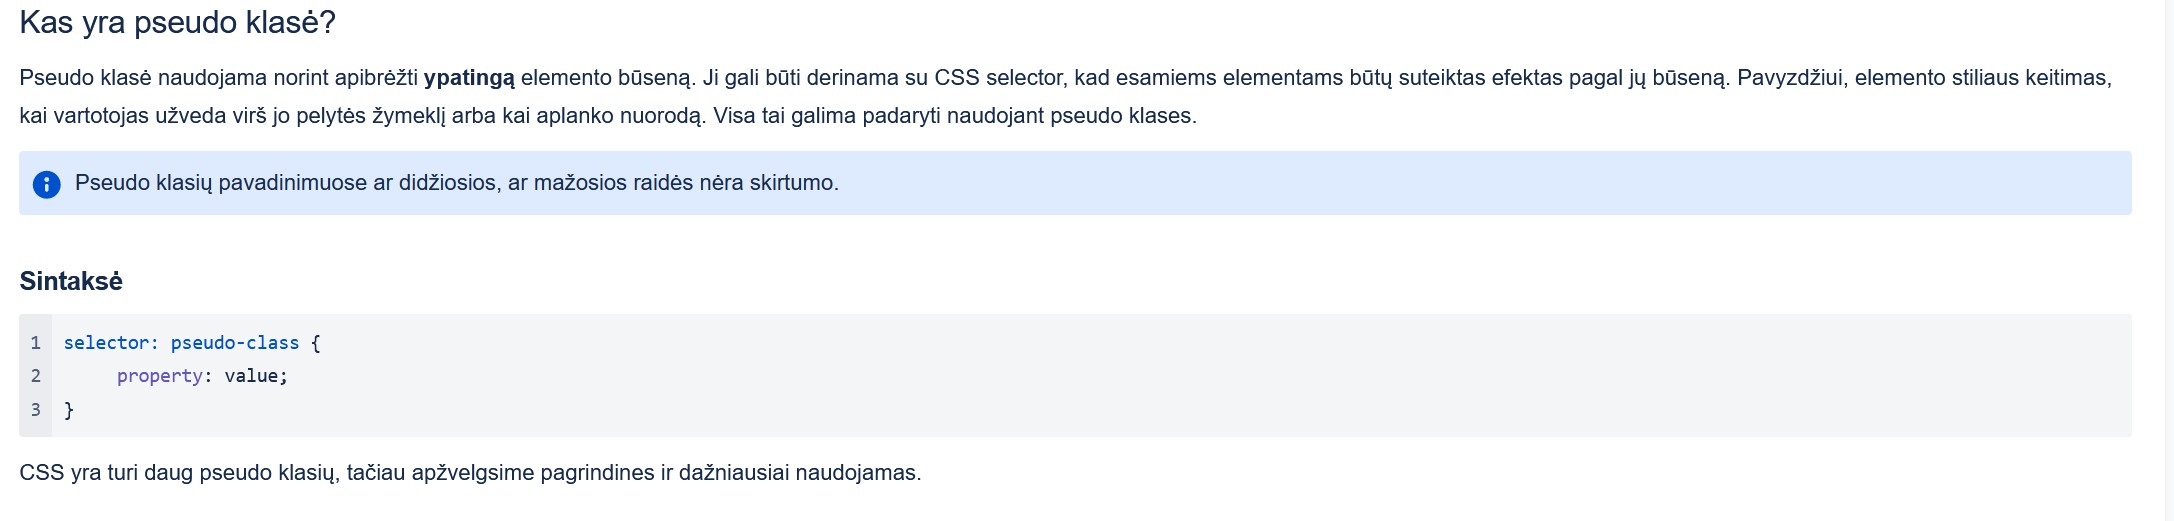 Kas yra pseudo klasė?
Pseudo klasė naudojama norint apibrėžti ypatingą elemento būseną. Ji gali būti derinama su CSS selector, kad esamiems elementams būtų suteiktas efektas pagal jų būseną. Pavyzdžiui, elemento stiliaus keitimas,
kai vartotojas užveda virš jo pelytės žymeklį arba kai aplanko nuorodą. Visa tai galima padaryti naudojant pseudo klases.
Pseudo klasių pavadinimuose ar didžiosios, ar mažosios raidės nėra skirtumo.
Sintaksė
1 selector: pseudo-class {
2      property: value;
3 }
CSS yra turi daug pseudo klasių, tačiau apžvelgsime pagrindines ir dažniausiai naudojamas.